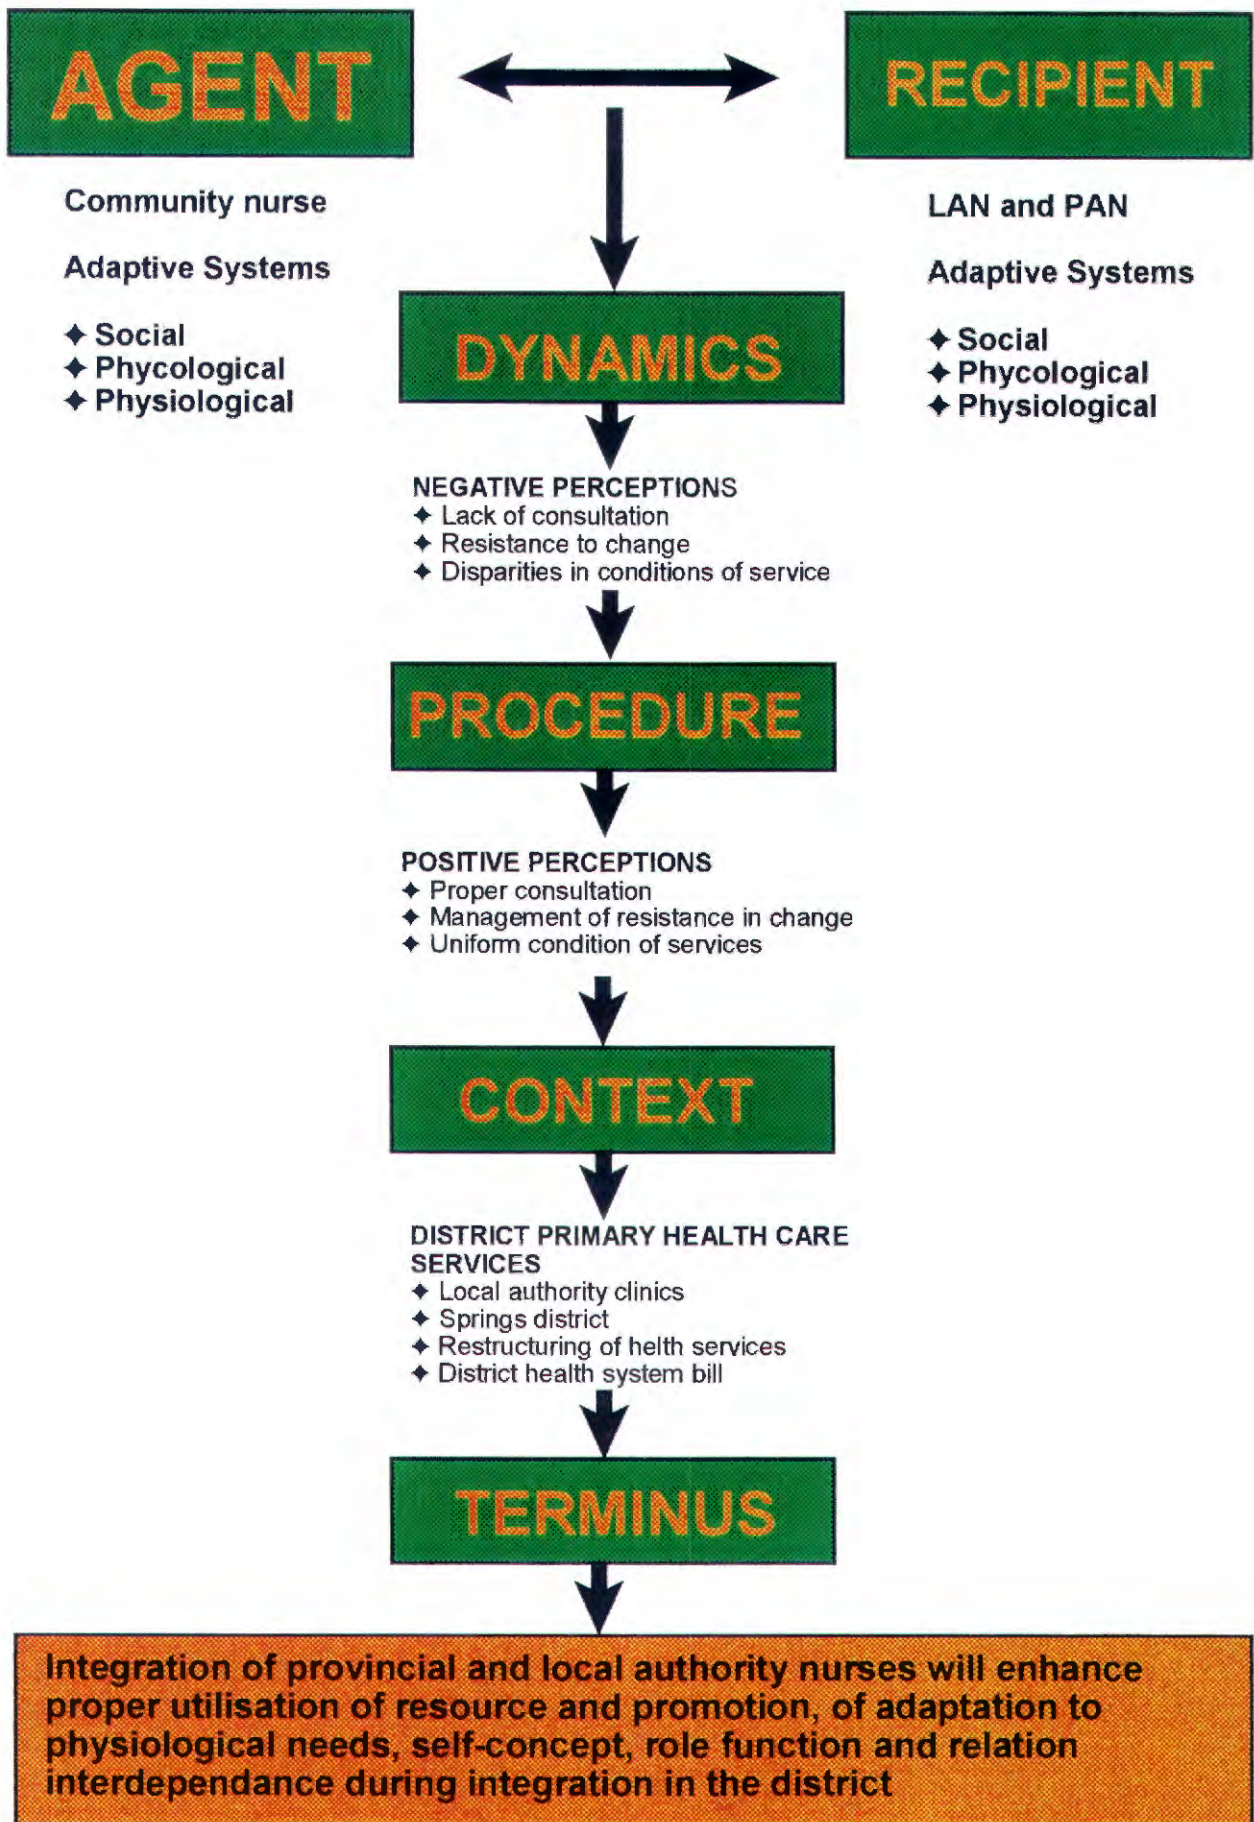 AGENT
RECIPIENT
Community nurse
Adaptive Systems
✦ Social
✦ Phycological
✦ Physiological
LAN and PAN
Adaptive Systems
✦ Social
✦ Phycological
✦ Physiological
DYNAMICS
NEGATIVE PERCEPTIONS
✦ Lack of consultation
✦ Resistance to change
✦ Disparities in conditions of service
PROCEDURE
POSITIVE PERCEPTIONS
✦ Proper consultation
✦ Management of resistance in change
✦ Uniform condition of services
CONTEXT
DISTRICT PRIMARY HEALTH CARE
SERVICES
✦ Local authority clinics
✦ Springs district
✦ Restructuring of helth services
✦ District health system bill
TERMINUS
Integration of provincial and local authority nurses will enhance
proper utilisation of resource and promotion, of adaptation to
physiological needs, self-concept, role function and relation
interdependance during integration in the district